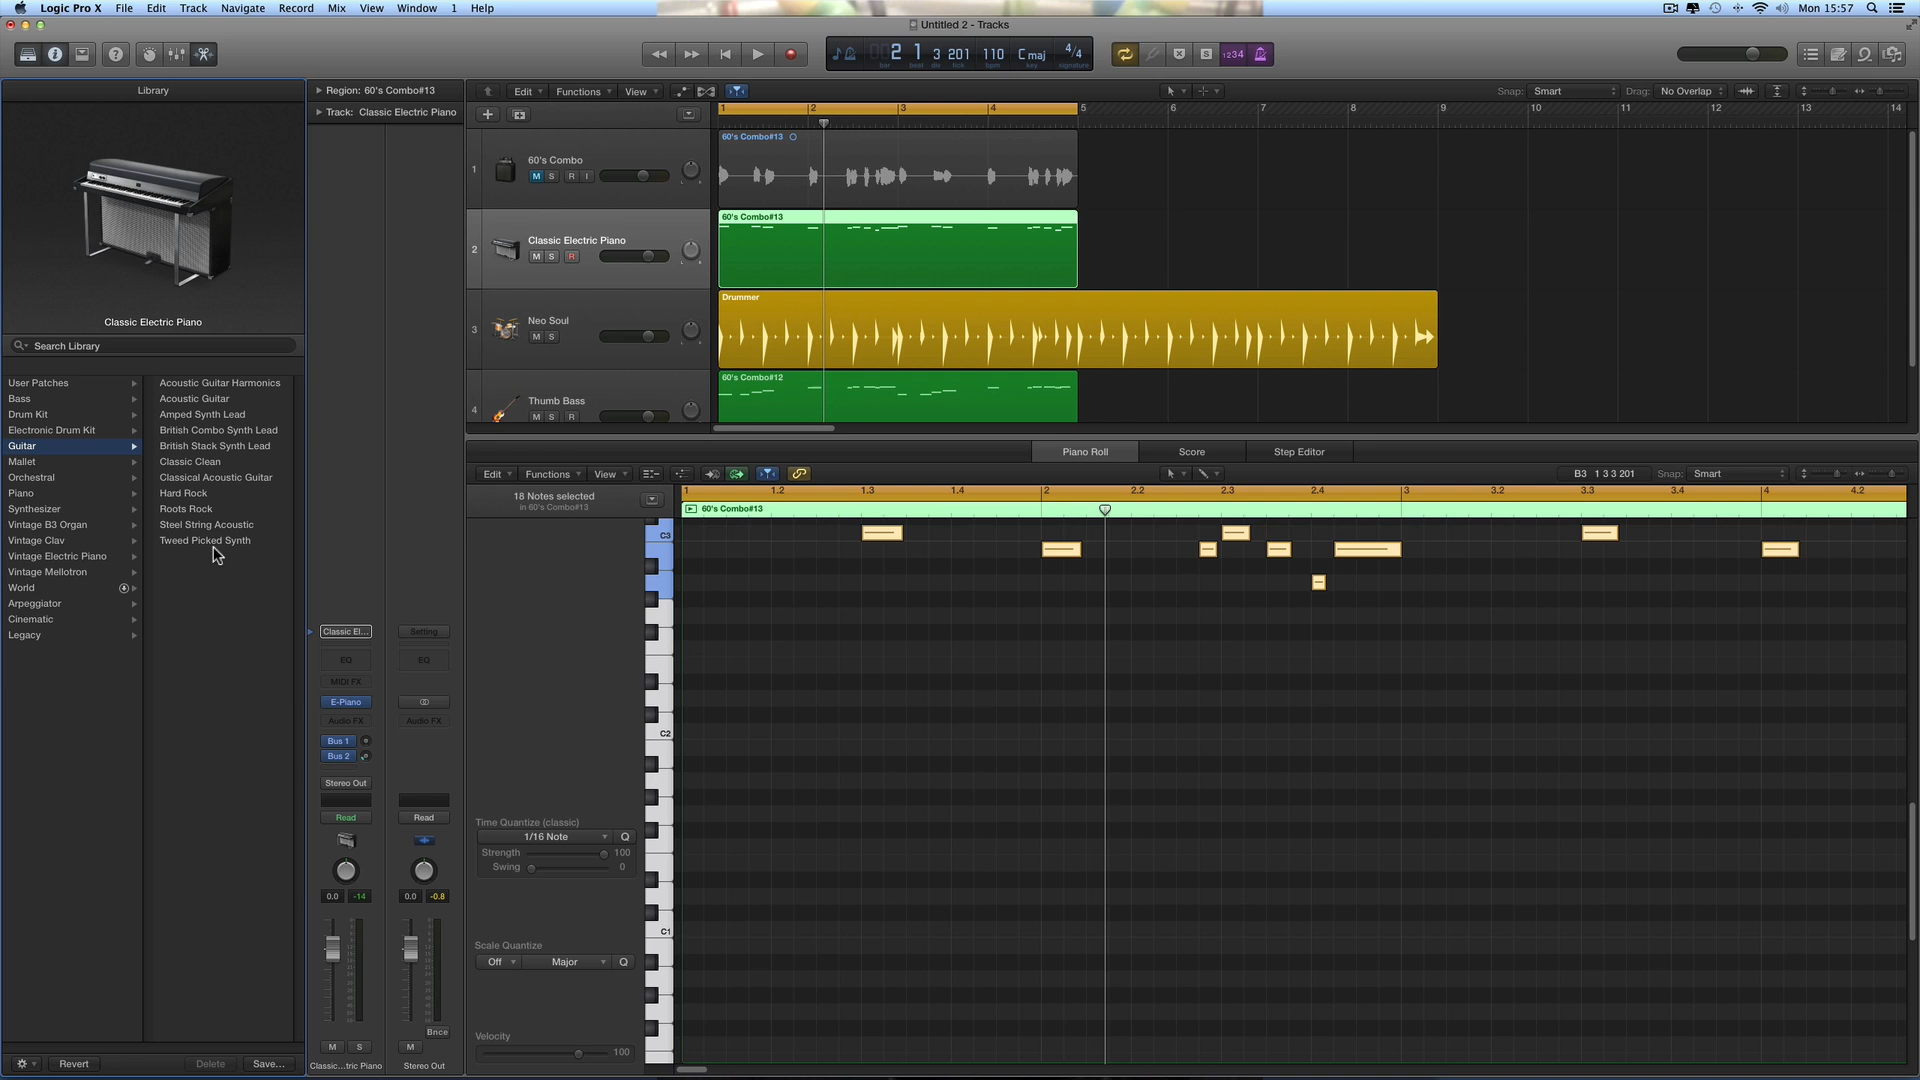 Logic Pro X File Edit Track Navigate Record Mix View Window 1 Help
Mon 15:57
Untitled 2 - Tracks
2 1 3 201 110 C maj 4/4
bar beat div tick bpm key signature
1234
Library
Region: 60's Combo#13
Track: Classic Electric Piano
Edit Functions View
Snap: Smart Drag: No Overlap
1 2 3 4 5 6 7 8 9 10 11 12 13 14
Classic Electric Piano
Search Library
User Patches
Bass
Drum Kit
Electronic Drum Kit
Guitar
Mallet
Orchestral
Piano
Synthesizer
Vintage B3 Organ
Vintage Clav
Vintage Electric Piano
Vintage Mellotron
World
Arpeggiator
Cinematic
Legacy
Acoustic Guitar Harmonics
Acoustic Guitar
Amped Synth Lead
British Combo Synth Lead
British Stack Synth Lead
Classic Clean
Classical Acoustic Guitar
Hard Rock
Roots Rock
Steel String Acoustic
Tweed Picked Synth
Revert Delete Save...
1 60's Combo
M S R I
60's Combo#13
2 Classic Electric Piano
M S R
60's Combo#13
3 Neo Soul
M S
Drummer
4 Thumb Bass
M S R
60's Combo#12
Classic El... Setting
EQ EQ
MIDI FX
E-Piano
Audio FX Audio FX
Bus 1
Bus 2
Stereo Out
Read Read
0.0 -14 0.0 -0.8
Bnce
M S M
Classic...tric Piano Stereo Out
Piano Roll Score Step Editor
Edit Functions View
B3 1 3 3 201 Snap: Smart
18 Notes selected
in 60's Combo#13
1 1.2 1.3 1.4 2 2.2 2.3 2.4 3 3.2 3.3 3.4 4 4.2
60's Combo#13
C3
C2
C1
Time Quantize (classic)
1/16 Note Q
Strength 100
Swing 0
Scale Quantize
Off Major Q
Velocity
100